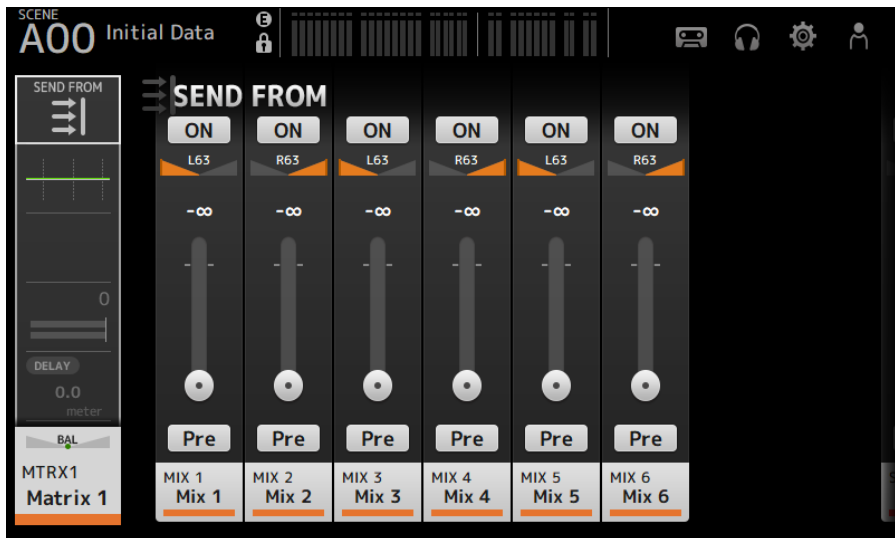 SCENE
A00 Initial Data
E
SEND FROM
SEND FROM
ON ON ON ON ON ON
L63 R63 L63 R63 L63 R63
-∞ -∞ -∞ -∞ -∞ -∞
0
DELAY
0.0
meter
BAL
Pre Pre Pre Pre Pre Pre
MTRX1
Matrix 1
MIX 1 MIX 2 MIX 3 MIX 4 MIX 5 MIX 6
Mix 1 Mix 2 Mix 3 Mix 4 Mix 5 Mix 6